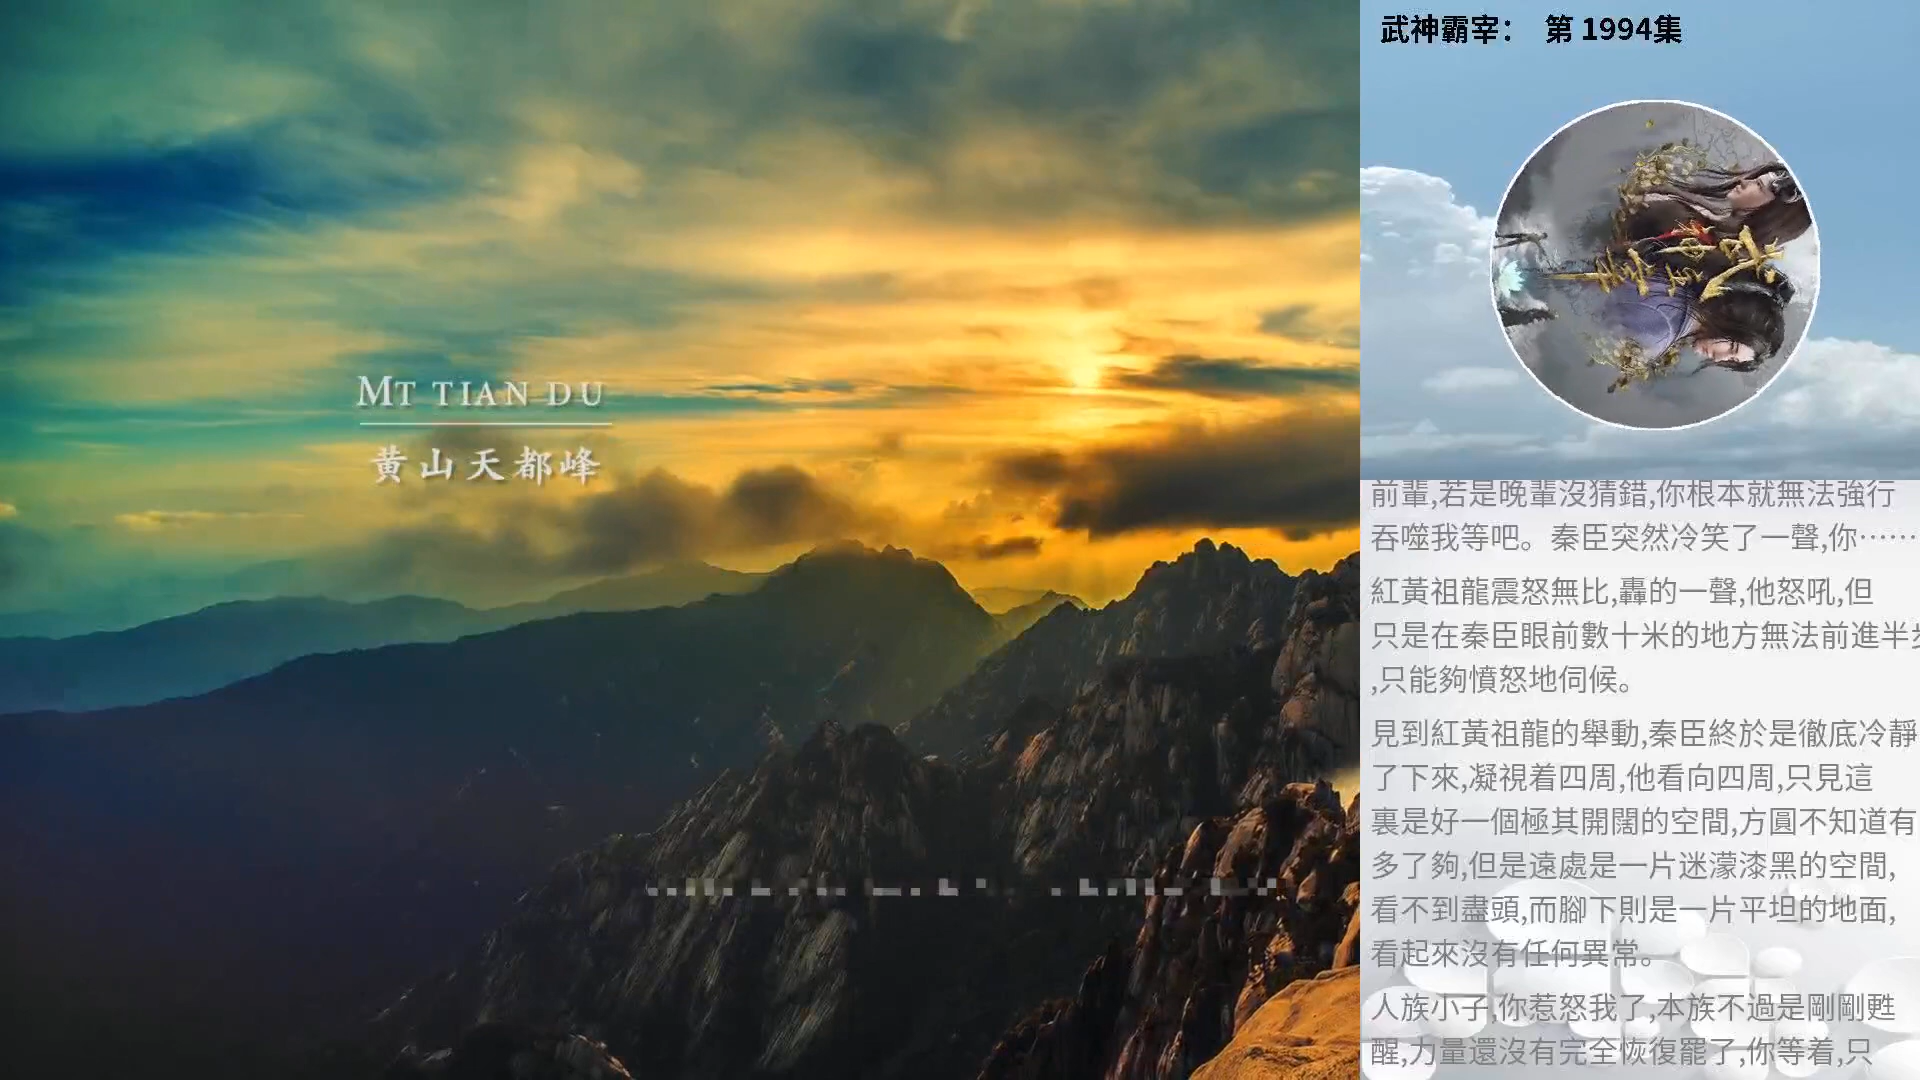 MT TIAN DU
黄山天都峰
武神霸宰： 第 1994集
前輩,若是晚輩沒猜錯,你根本就無法強行
吞噬我等吧。秦臣突然冷笑了一聲,你……
紅黃祖龍震怒無比,轟的一聲,他怒吼,但
只是在秦臣眼前數十米的地方無法前進半步
,只能夠憤怒地伺候。
見到紅黃祖龍的舉動,秦臣終於是徹底冷靜
了下來,凝視着四周,他看向四周,只見這
裏是好一個極其開闊的空間,方圓不知道有
多了夠,但是遠處是一片迷濛漆黑的空間,
看不到盡頭,而腳下則是一片平坦的地面,
看起來沒有任何異常。
人族小子,你惹怒我了,本族不過是剛剛甦
醒,力量還沒有完全恢復罷了,你等着,只